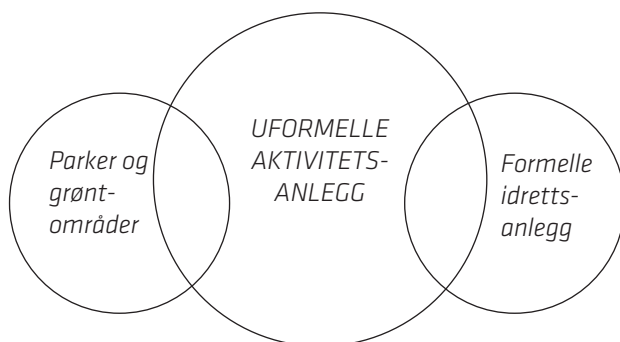 Parker og
grønt-
områder
UFORMELLE
AKTIVITETS-
ANLEGG
Formelle
idretts-
anlegg